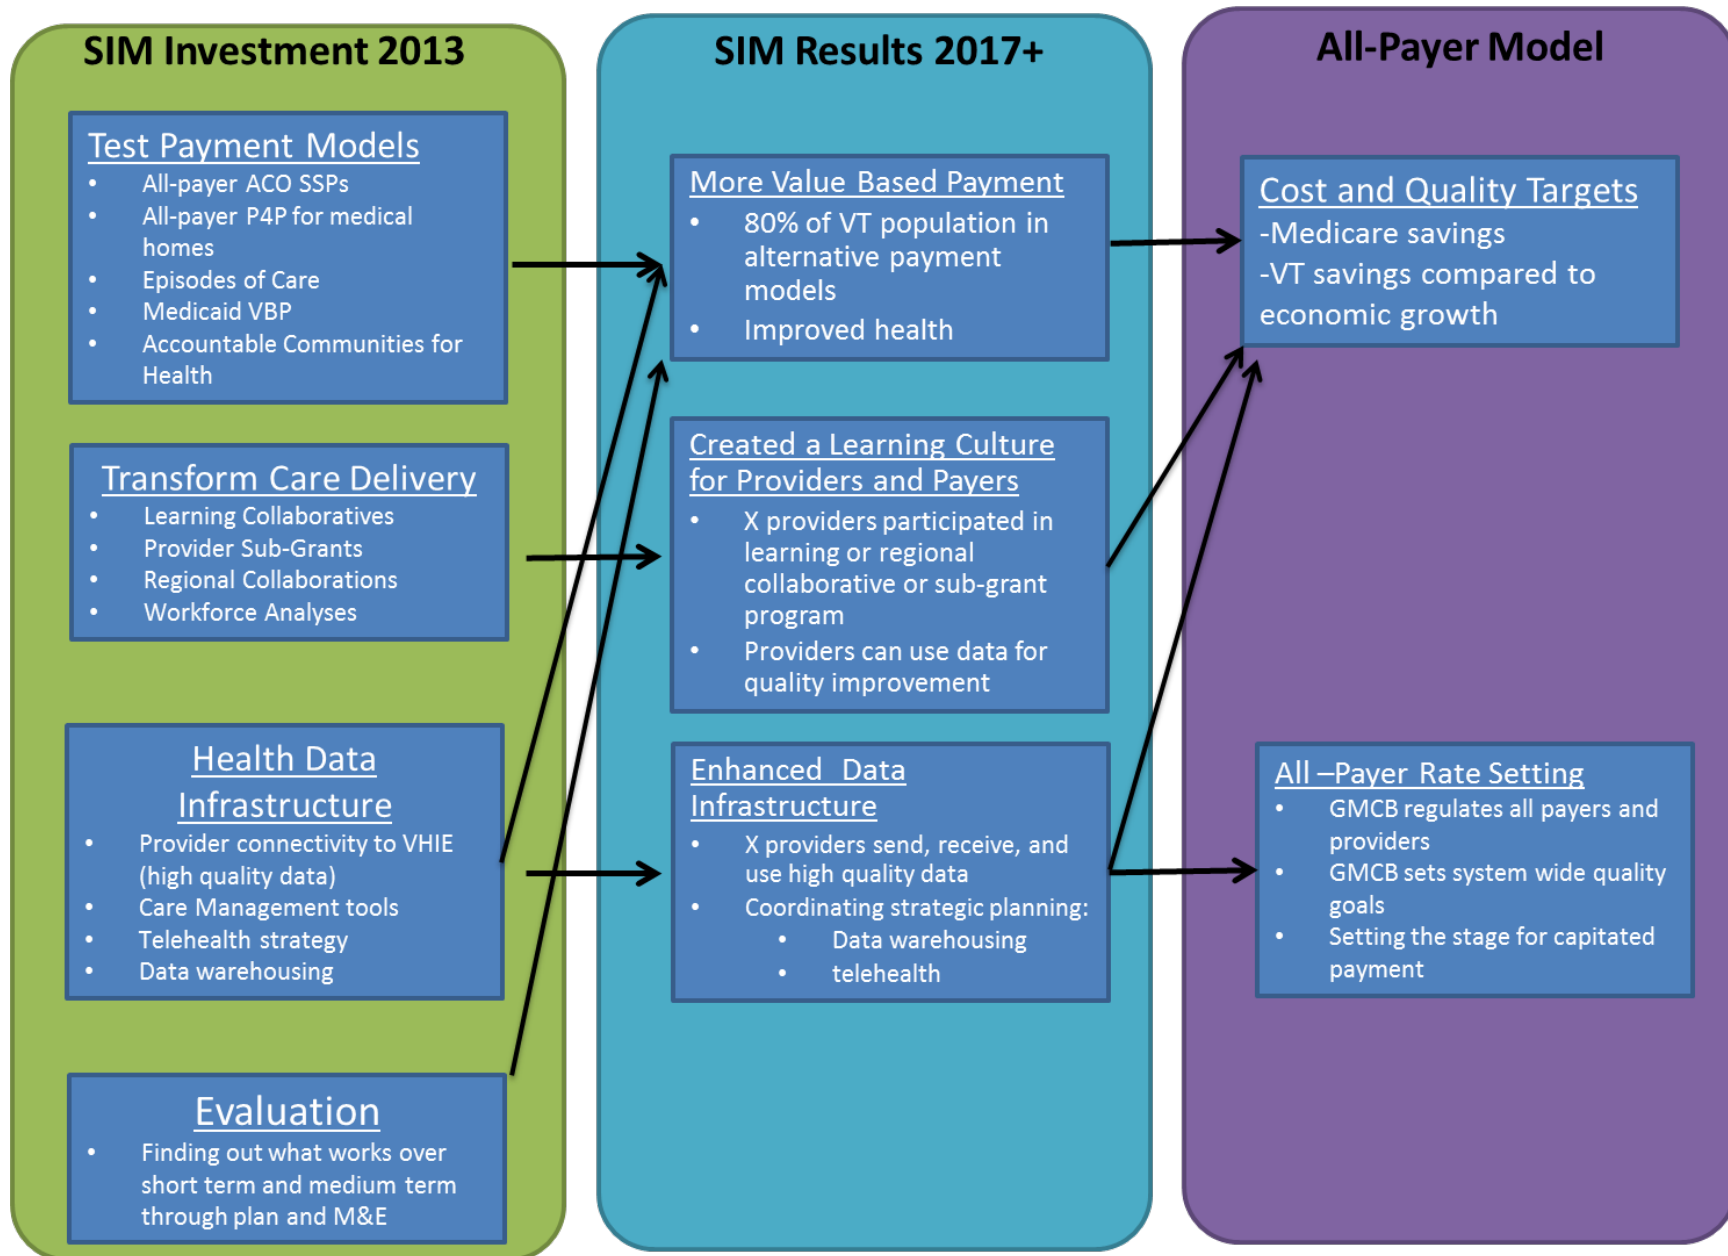 SIM Investment 2013
Test Payment Models
• All-payer ACO SSPs
• All-payer P4P for medical
homes
• Episodes of Care
• Medicaid VBP
• Accountable Communities for
Health
Transform Care Delivery
• Learning Collaboratives
• Provider Sub-Grants
• Regional Collaborations
• Workforce Analyses
Health Data
Infrastructure
• Provider connectivity to VHIE
(high quality data)
• Care Management tools
• Telehealth strategy
• Data warehousing
Evaluation
• Finding out what works over
short term and medium term
through plan and M&E
SIM Results 2017+
More Value Based Payment
• 80% of VT population in
alternative payment
models
• Improved health
Created a Learning Culture
for Providers and Payers
• X providers participated in
learning or regional
collaborative or sub-grant
program
• Providers can use data for
quality improvement
Enhanced Data
Infrastructure
• X providers send, receive, and
use high quality data
• Coordinating strategic planning:
• Data warehousing
• telehealth
All-Payer Model
Cost and Quality Targets
-Medicare savings
-VT savings compared to
economic growth
All –Payer Rate Setting
• GMCB regulates all payers and
providers
• GMCB sets system wide quality
goals
• Setting the stage for capitated
payment